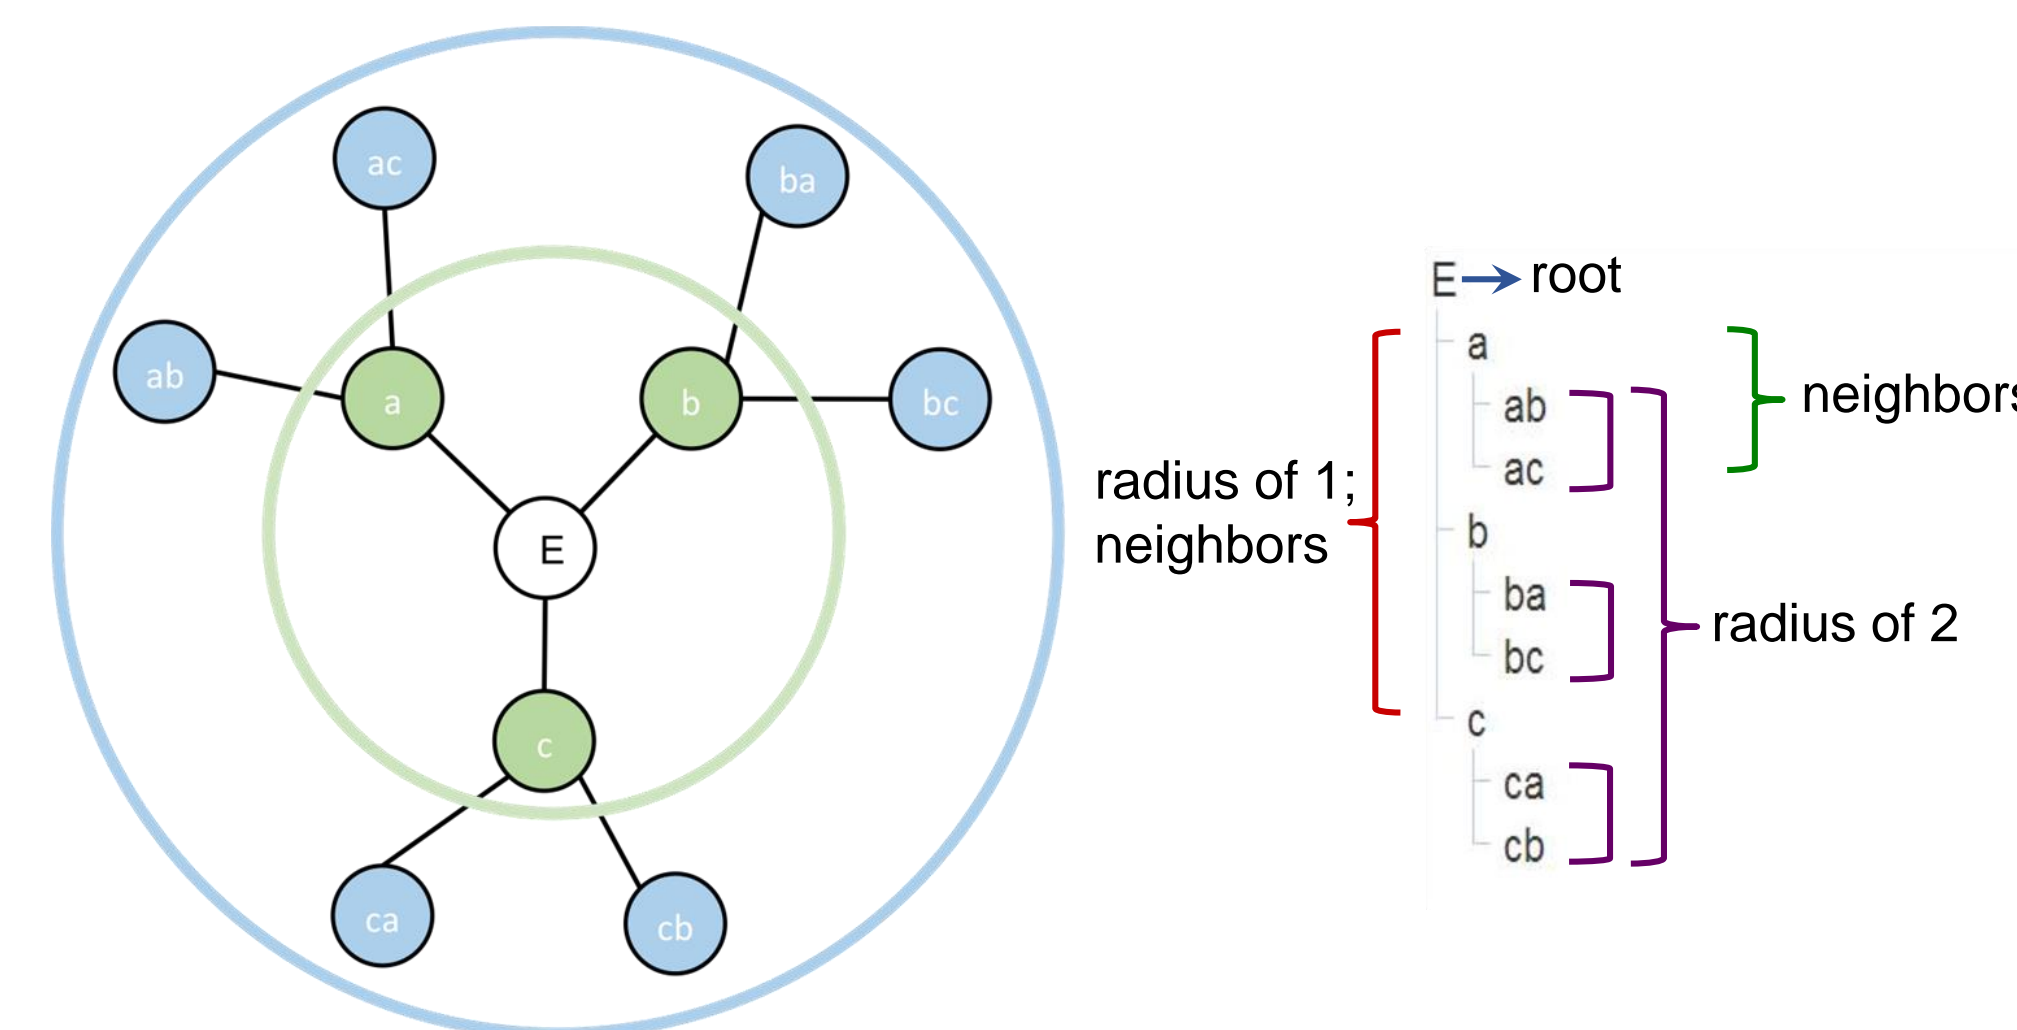 ac
ba
ab
a
b
bc
E
c
ca
cb
E root
a
ab
ac
b
ba
bc
c
ca
cb
neighbors
radius of 1;
neighbors
radius of 2